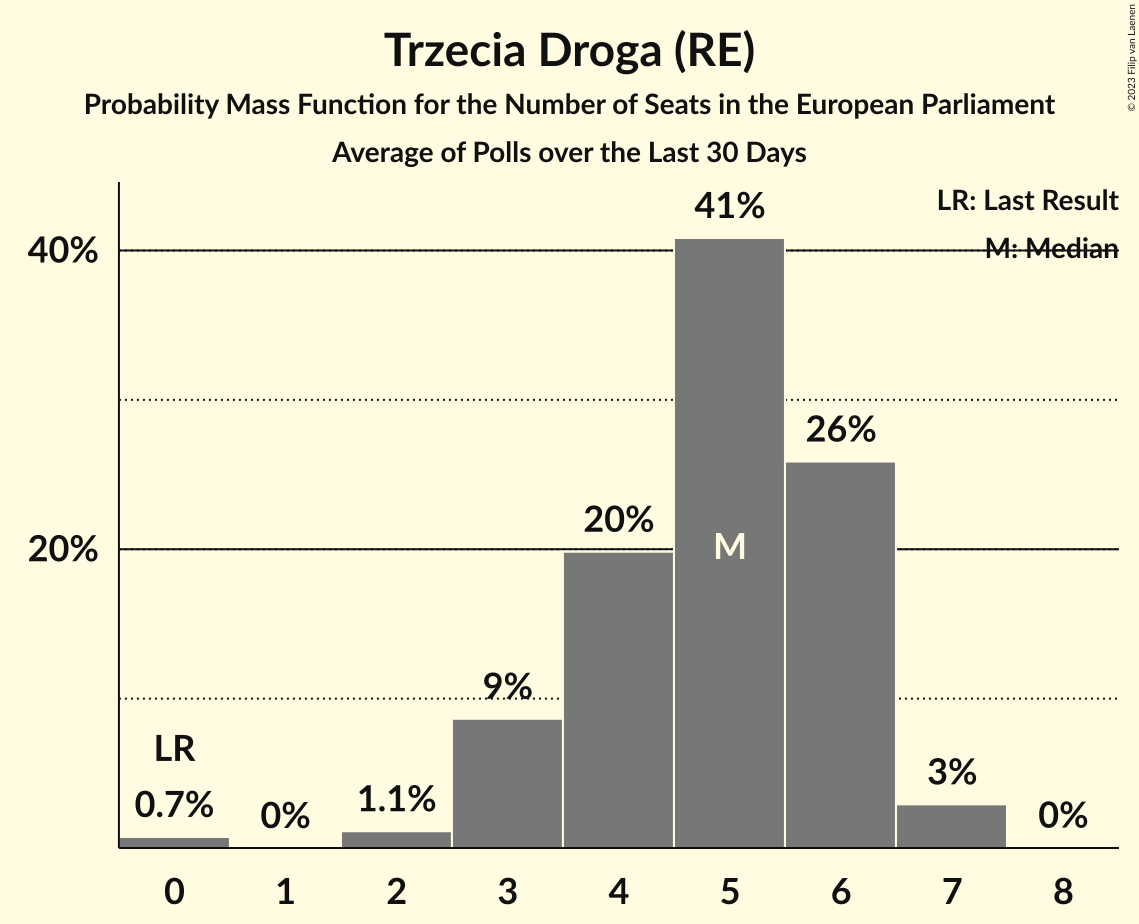 Trzecia Droga (RE)
Probability Mass Function for the Number of Seats in the European Parliament
Average of Polls over the Last 30 Days
© 2023 Filip van Laenen
LR: Last Result
M: Median
40%
20%
LR
0.7%
0%
1.1%
9%
20%
41%
M
26%
3%
0%
0 1 2 3 4 5 6 7 8